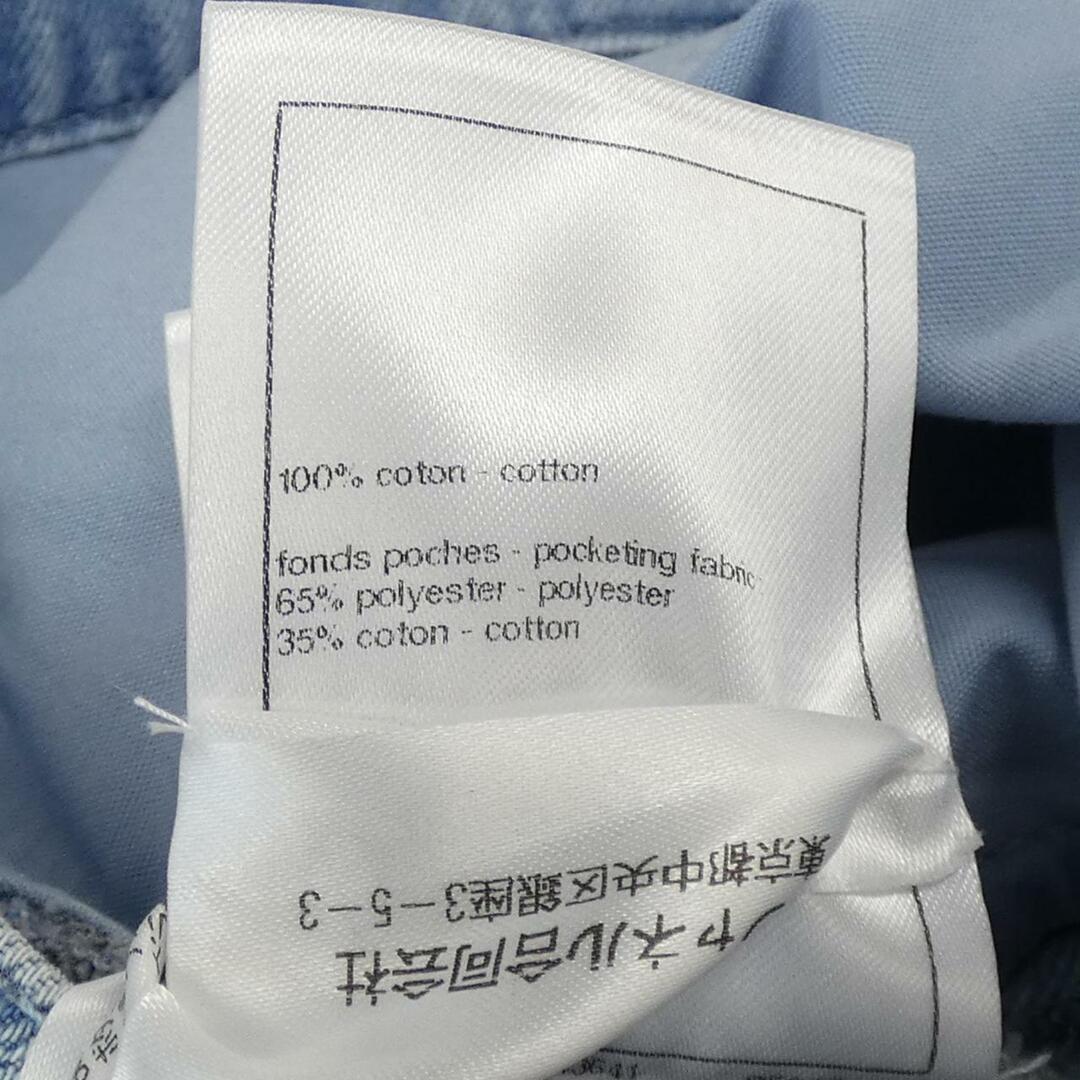 100% coton - cotton
fonds poches - pocketing fabric
65% polyester - polyester
35% coton - cotton
シャネル合同会社
東京都中央区銀座3-5-3